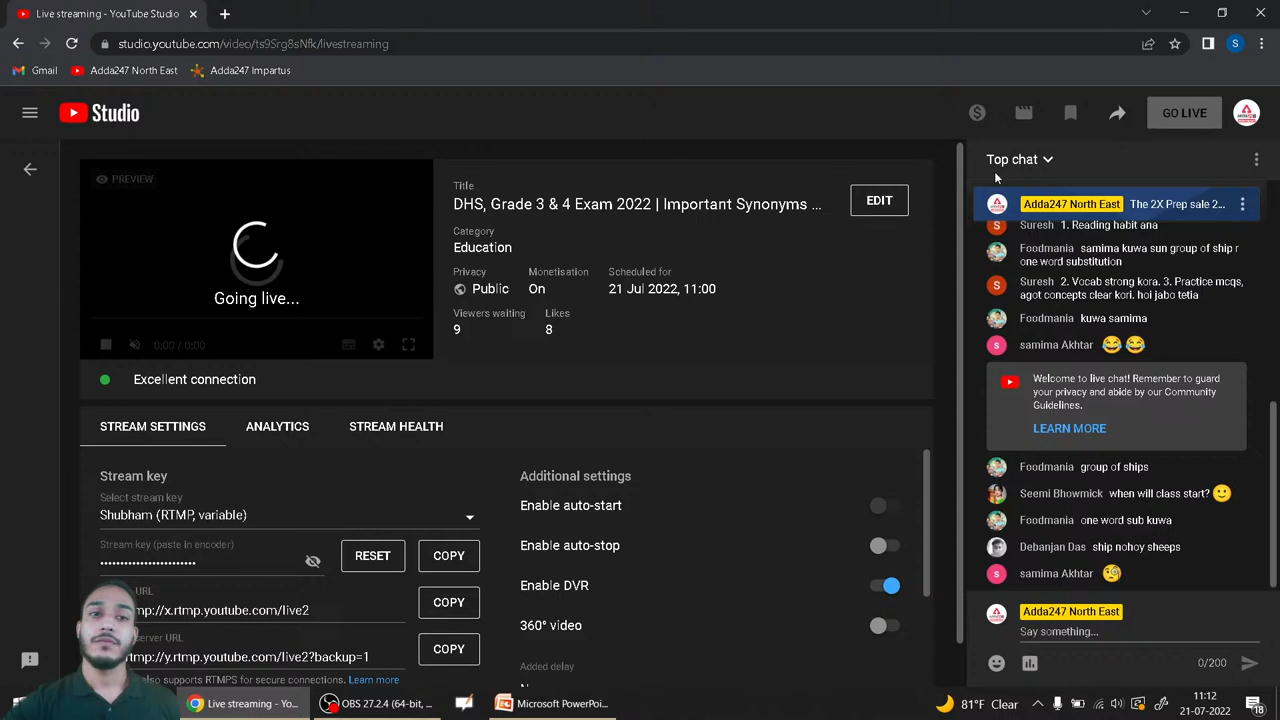 Live streaming - YouTube Studio
studio.youtube.com/video/ts9Srg8sNfk/livestreaming
S
Gmail
Adda247 North East
Adda247 Impartus
Studio
GO LIVE
PREVIEW
Going live...
0:00 / 0:00
Title
DHS, Grade 3 & 4 Exam 2022 | Important Synonyms ...
EDIT
Category
Education
Privacy
Monetisation
Scheduled for
Public
On
21 Jul 2022, 11:00
Viewers waiting
Likes
9
8
Excellent connection
STREAM SETTINGS
ANALYTICS
STREAM HEALTH
Stream key
Select stream key
Shubham (RTMP, variable)
Stream key (paste in encoder)
RESET
COPY
URL
://x.rtmp.youtube.com/live2
COPY
server URL
://y.rtmp.youtube.com/live2?backup=1
COPY
also supports RTMPS for secure connections. Learn more
Additional settings
Enable auto-start
Enable auto-stop
Enable DVR
360° video
Added delay
Top chat
Adda247 North East The 2X Prep sale 2...
Suresh 1. Reading habit ana
Foodmania samima kuwa sun group of ship r
one word substitution
Suresh 2. Vocab strong kora. 3. Practice mcqs,
agot concepts clear kori. hoi jabo tetia
Foodmania kuwa samima
samima Akhtar 😂😂
Welcome to live chat! Remember to guard
your privacy and abide by our Community
Guidelines.
LEARN MORE
Foodmania group of ships
Seemi Bhowmick when will class start? 🙂
Foodmania one word sub kuwa
Debanjan Das ship nohoy sheeps
samima Akhtar 🧐
Adda247 North East
Say something...
0/200
Live streaming - Yo...
OBS 27.2.4 (64-bit, ...
Microsoft PowerPoi...
81°F Clear
11:12
21-07-2022
18